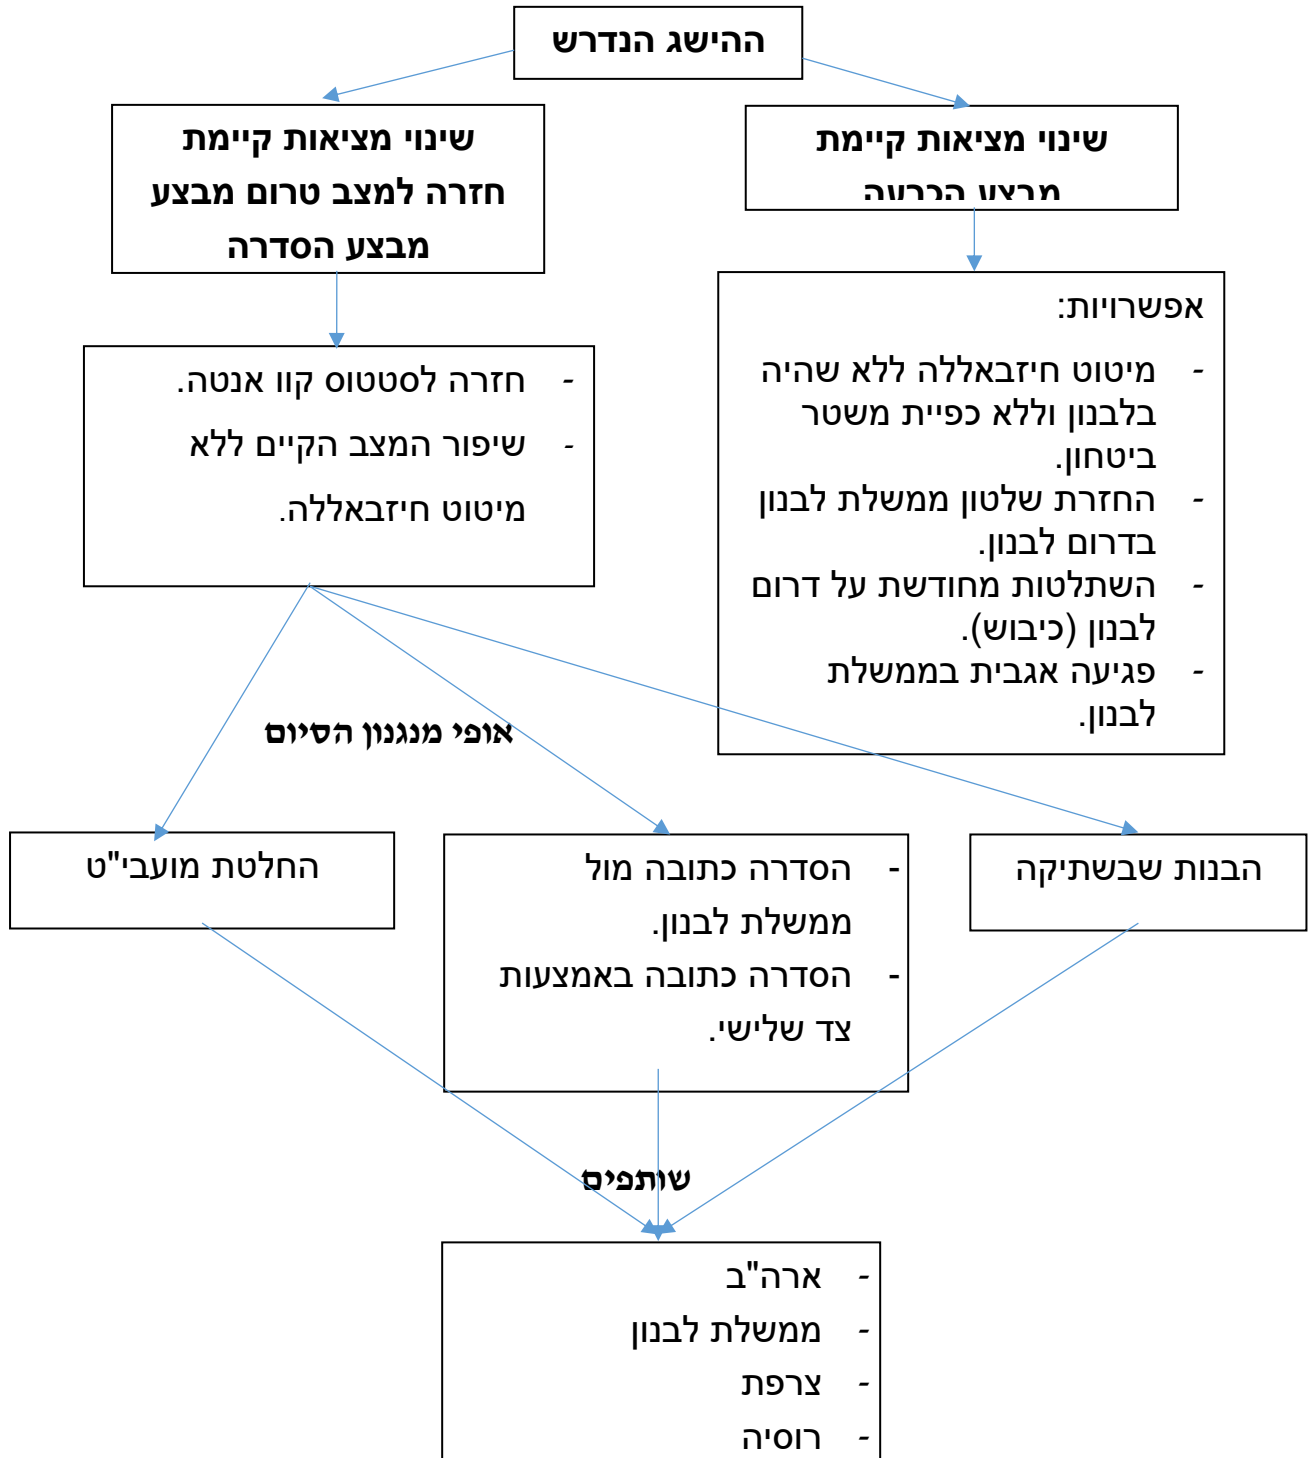 ההישג הנדרש
שינוי מציאות קיימת
מבצע הכרעה
שינוי מציאות קיימת
חזרה למצב טרום מבצע
מבצע הסדרה
אפשרויות:
- מיטוט חיזבאללה ללא שהיה
בלבנון וללא כפיית משטר
ביטחון.
- החזרת שלטון ממשלת לבנון
בדרום לבנון.
- השתלטות מחודשת על דרום
לבנון (כיבוש).
- פגיעה אגבית בממשלת
לבנון.
- חזרה לסטטוס קוו אנטה.
- שיפור המצב הקיים ללא
מיטוט חיזבאללה.
אופי מנגנון הסיום
הבנות שבשתיקה
- הסדרה כתובה מול
ממשלת לבנון.
- הסדרה כתובה באמצעות
צד שלישי.
החלטת מועבי"ט
שותפים
- ארה"ב
- ממשלת לבנון
- צרפת
- רוסיה